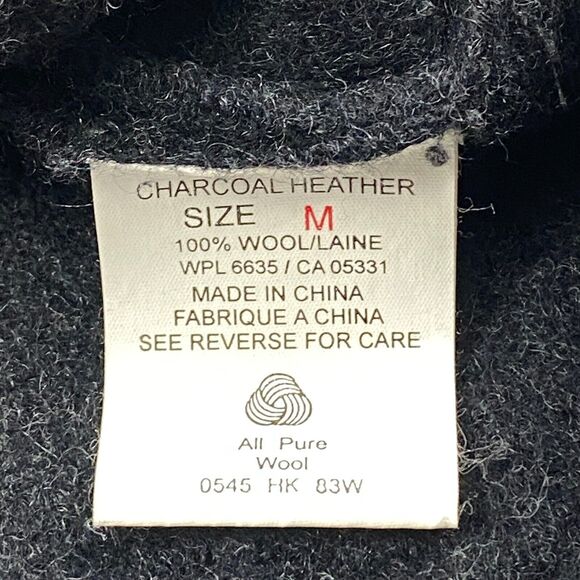 CHARCOAL HEATHER
SIZE M
100% WOOL/LAINE
WPL 6635 / CA 05331
MADE IN CHINA
FABRIQUE A CHINA
SEE REVERSE FOR CARE
All Pure
Wool
0545 HK 83W